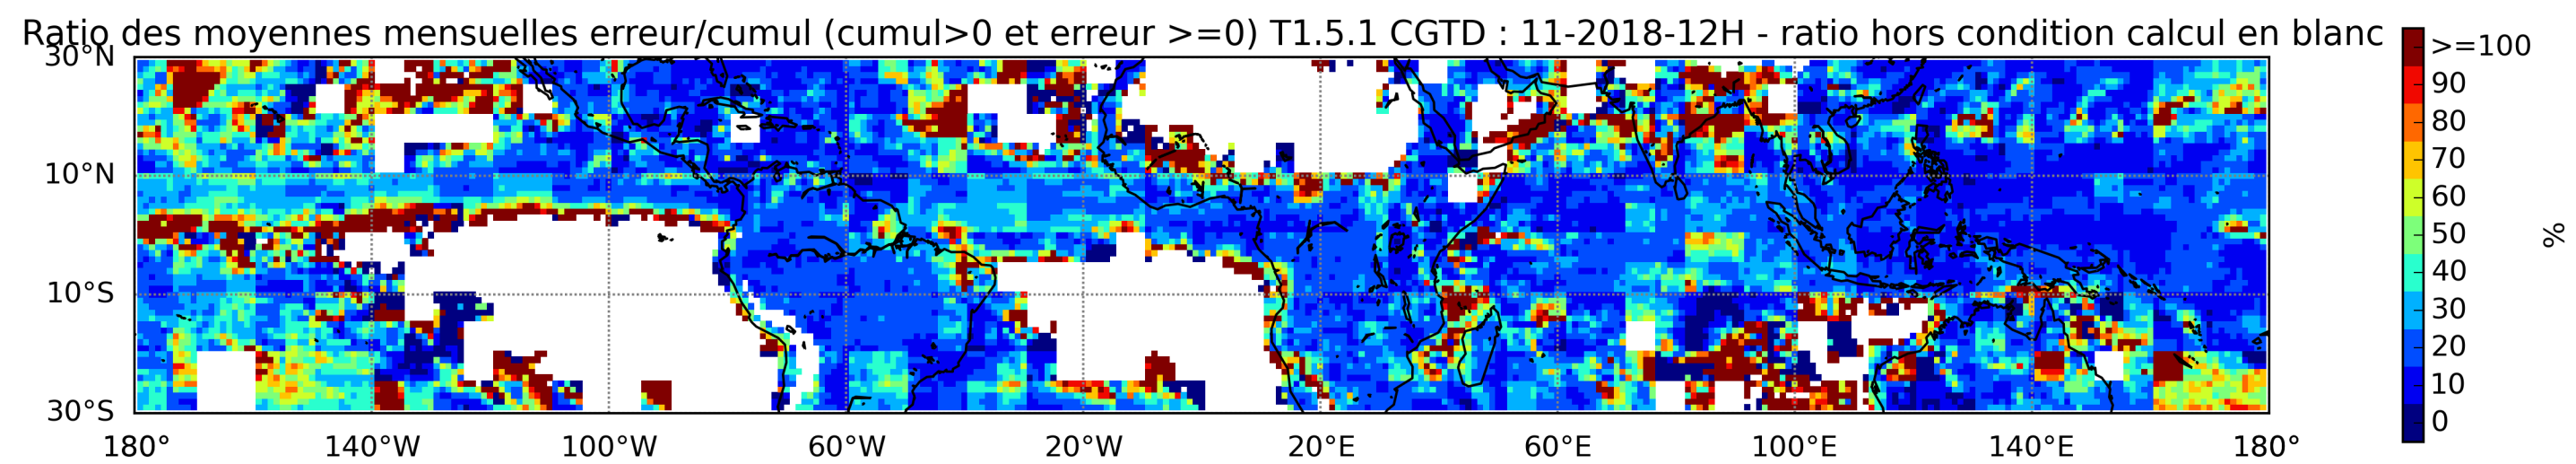 Ratio des moyennes mensuelles erreur/cumul (cumul>0 et erreur >=0) T1.5.1 CGTD : 11-2018-12H - ratio hors condition calcul en blanc
30°N
10°N
10°S
30°S
180° 140°W 100°W 60°W 20°W 20°E 60°E 100°E 140°E 180°
>=100
90
80
70
60
50
40
30
20
10
0
%